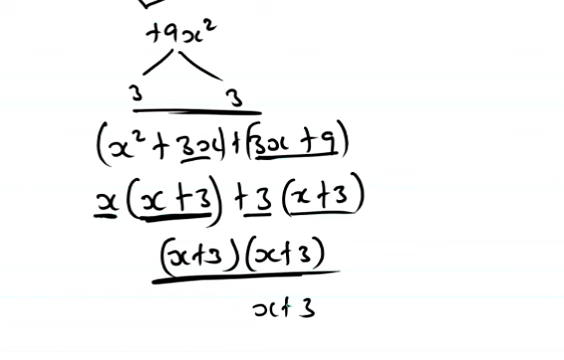 +9x²
3 3
(x² + 3x) + (3x + 9)
x (x + 3) + 3 (x + 3)
(x+3) (x+3)
x+3